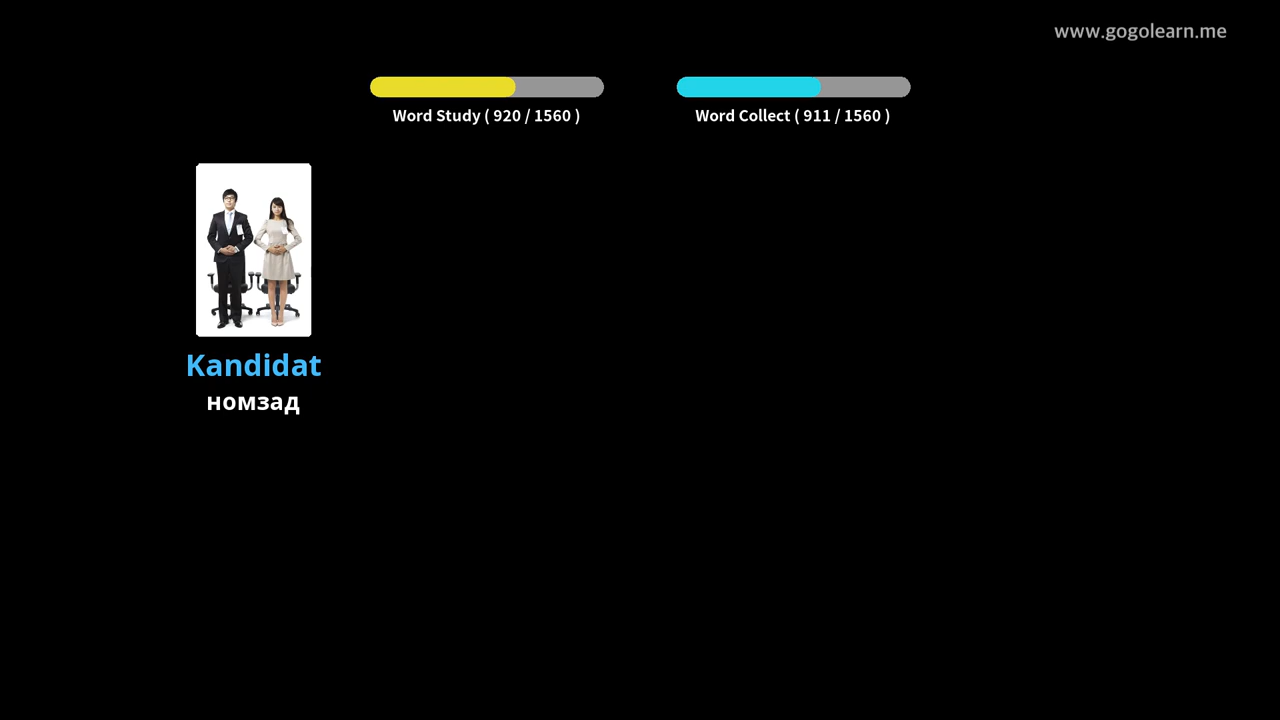 www.gogolearn.me
Word Study ( 920 / 1560 )
Word Collect ( 911 / 1560 )
Kandidat
номзад